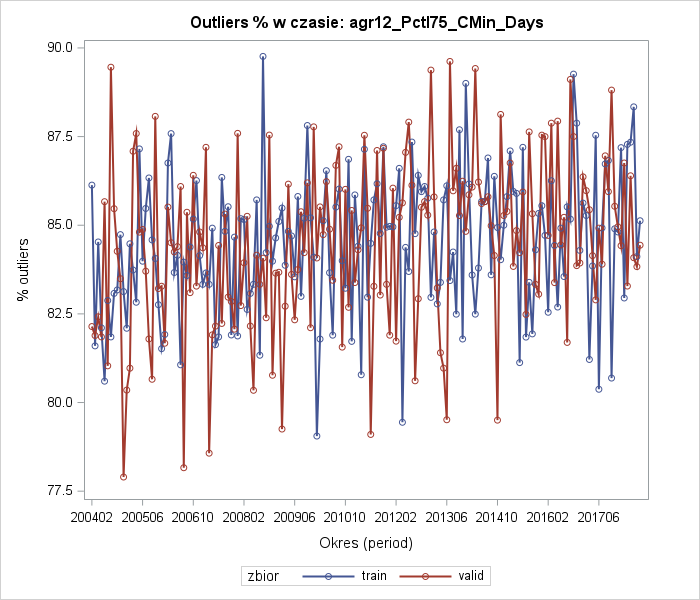 Outliers % w czasie: agr12_Pctl75_CMin_Days
% outliers
90.0
87.5
85.0
82.5
80.0
77.5
200402 200506 200610 200802 200906 201010 201202 201306 201410 201602 201706
Okres (period)
zbior train valid